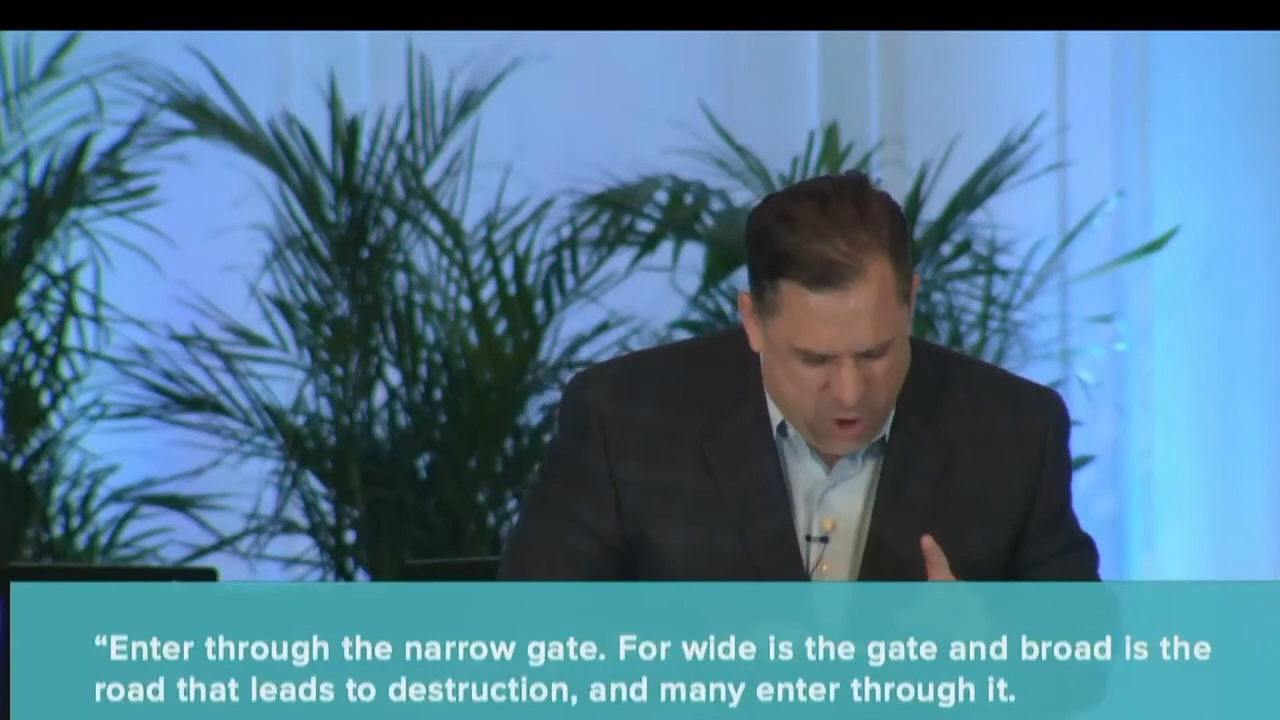 “Enter through the narrow gate. For wide is the gate and broad is the
road that leads to destruction, and many enter through it.